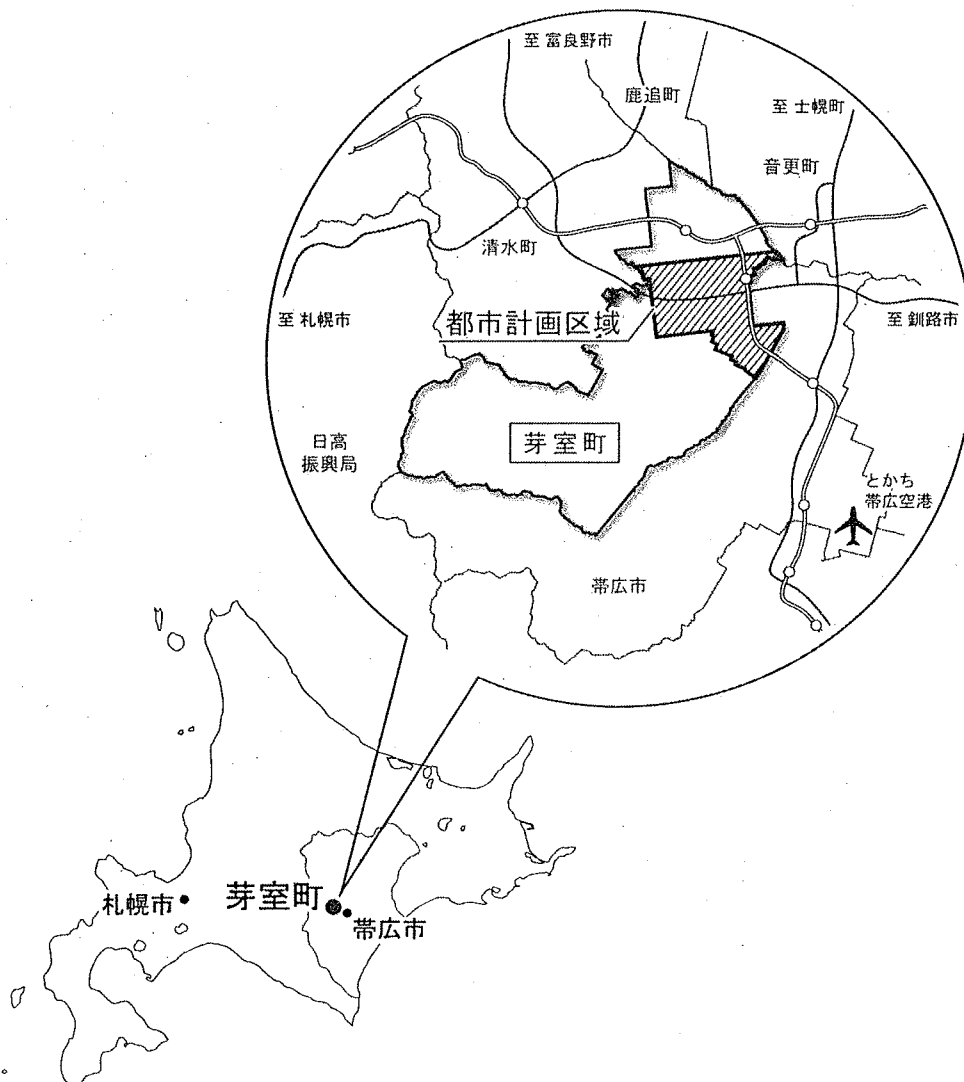 至 富良野市
鹿追町
至 士幌町
音更町
清水町
至 札幌市
都市計画区域
至 釧路市
芽室町
日高
振興局
とかち
帯広空港
帯広市
札幌市
芽室町
帯広市